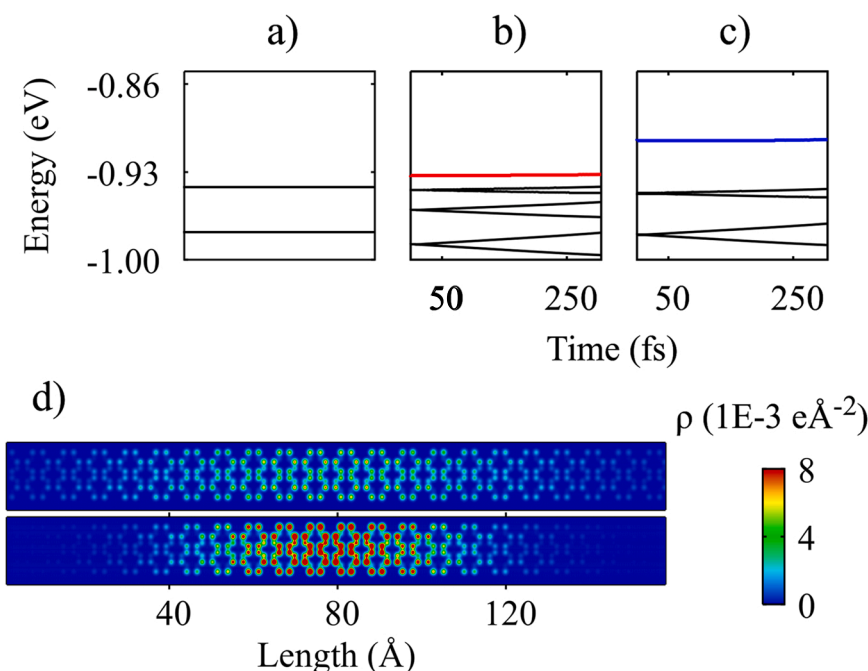 a) b) c)
Energy (eV)
-0.86
-0.93
-1.00
50 250 50 250
Time (fs)
d)
ρ (1E-3 eÅ⁻²)
8
4
0
40 80 120
Length (Å)